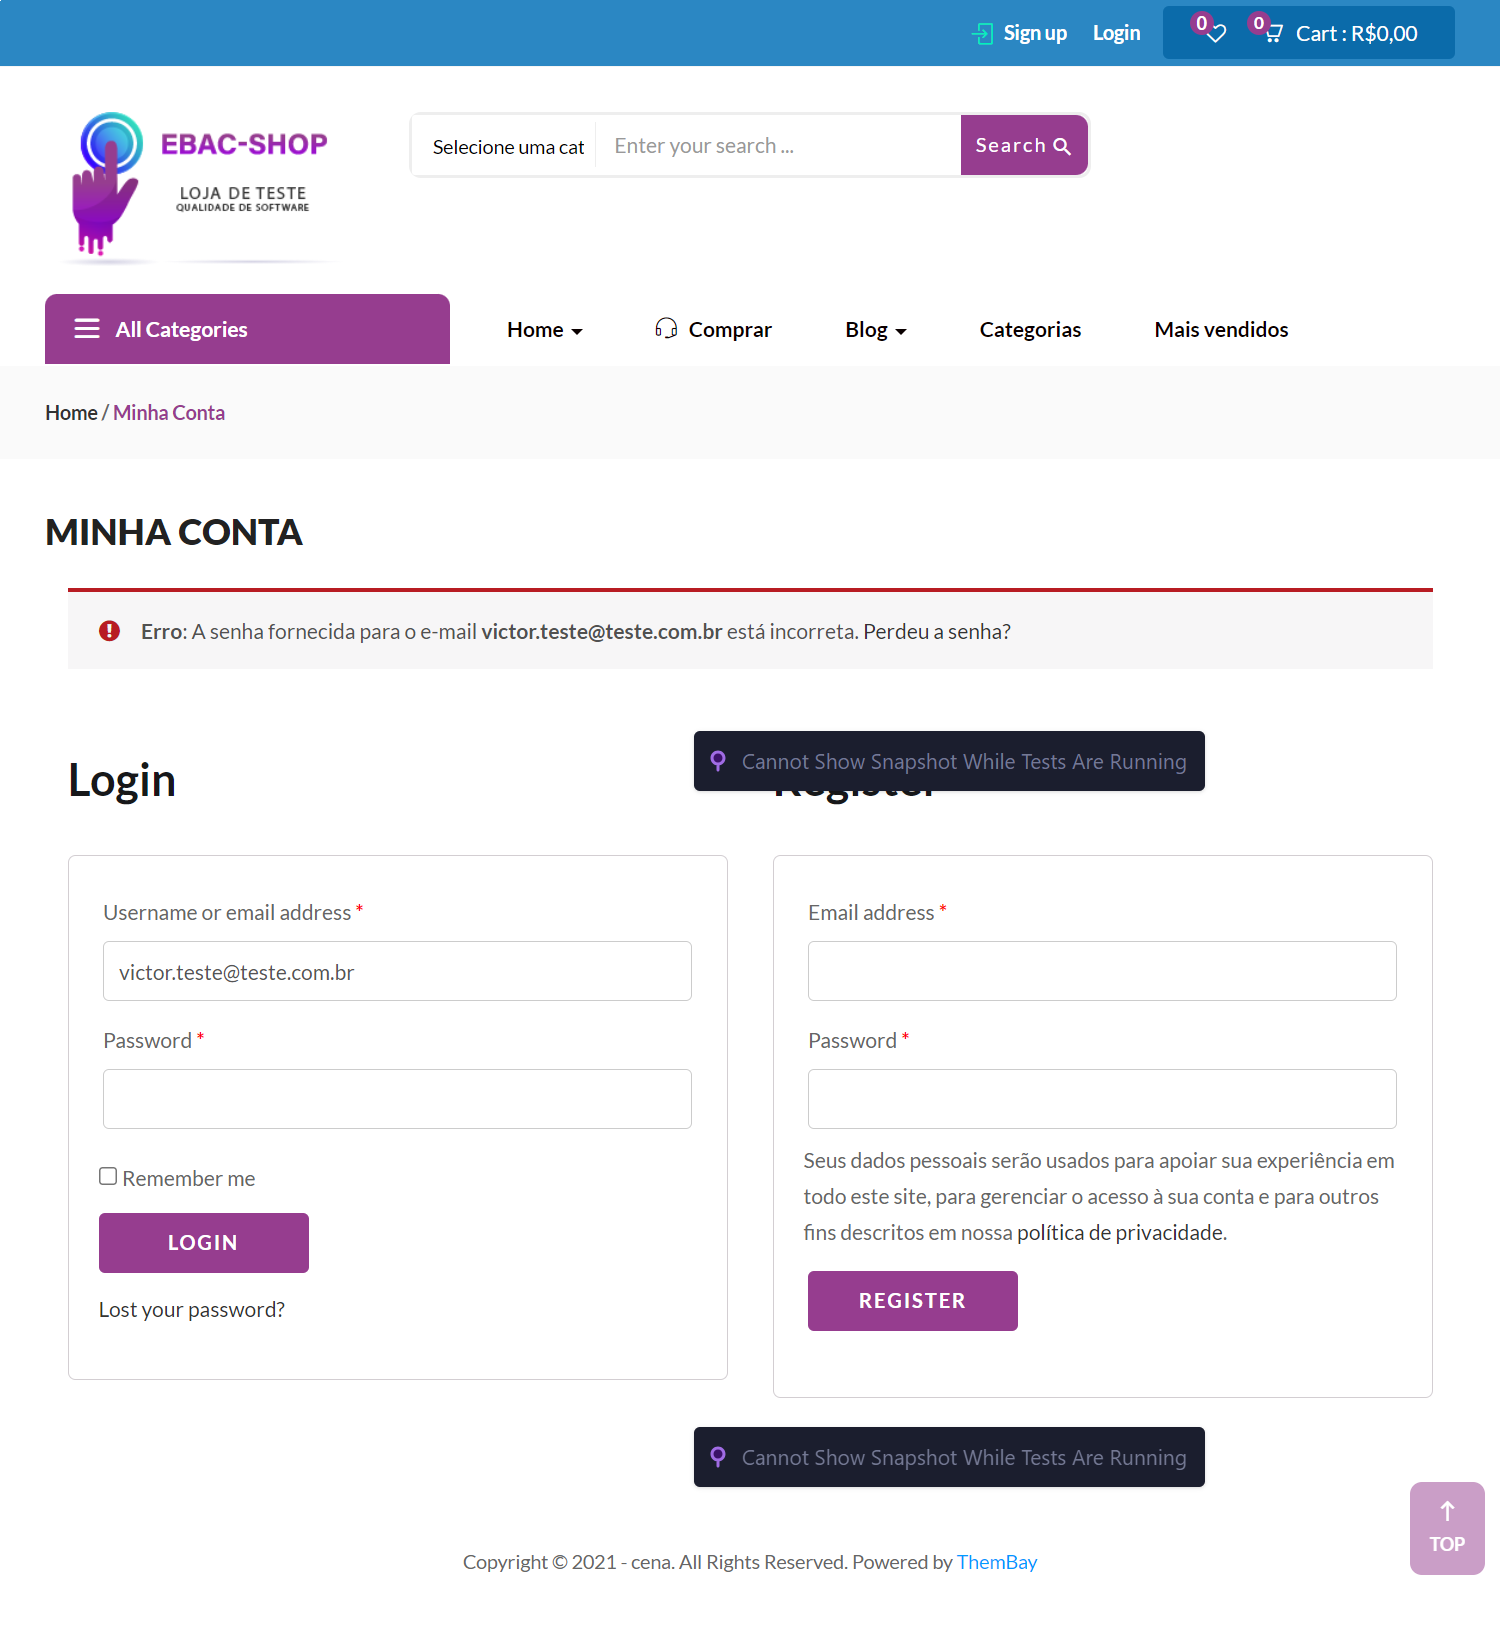 Sign up
Login
0
0
Cart : R$0,00
EBAC-SHOP
LOJA DE TESTE
QUALIDADE DE SOFTWARE
Selecione uma cat
Enter your search ...
Search
All Categories
Home
Comprar
Blog
Categorias
Mais vendidos
Home / Minha Conta
MINHA CONTA
Erro: A senha fornecida para o e-mail victor.teste@teste.com.br está incorreta. Perdeu a senha?
Cannot Show Snapshot While Tests Are Running
Login
Register
Username or email address *
victor.teste@teste.com.br
Password *
Remember me
LOGIN
Lost your password?
Email address *
Password *
Seus dados pessoais serão usados para apoiar sua experiência em
todo este site, para gerenciar o acesso à sua conta e para outros
fins descritos em nossa política de privacidade.
REGISTER
Cannot Show Snapshot While Tests Are Running
TOP
Copyright © 2021 - cena. All Rights Reserved. Powered by ThemBay